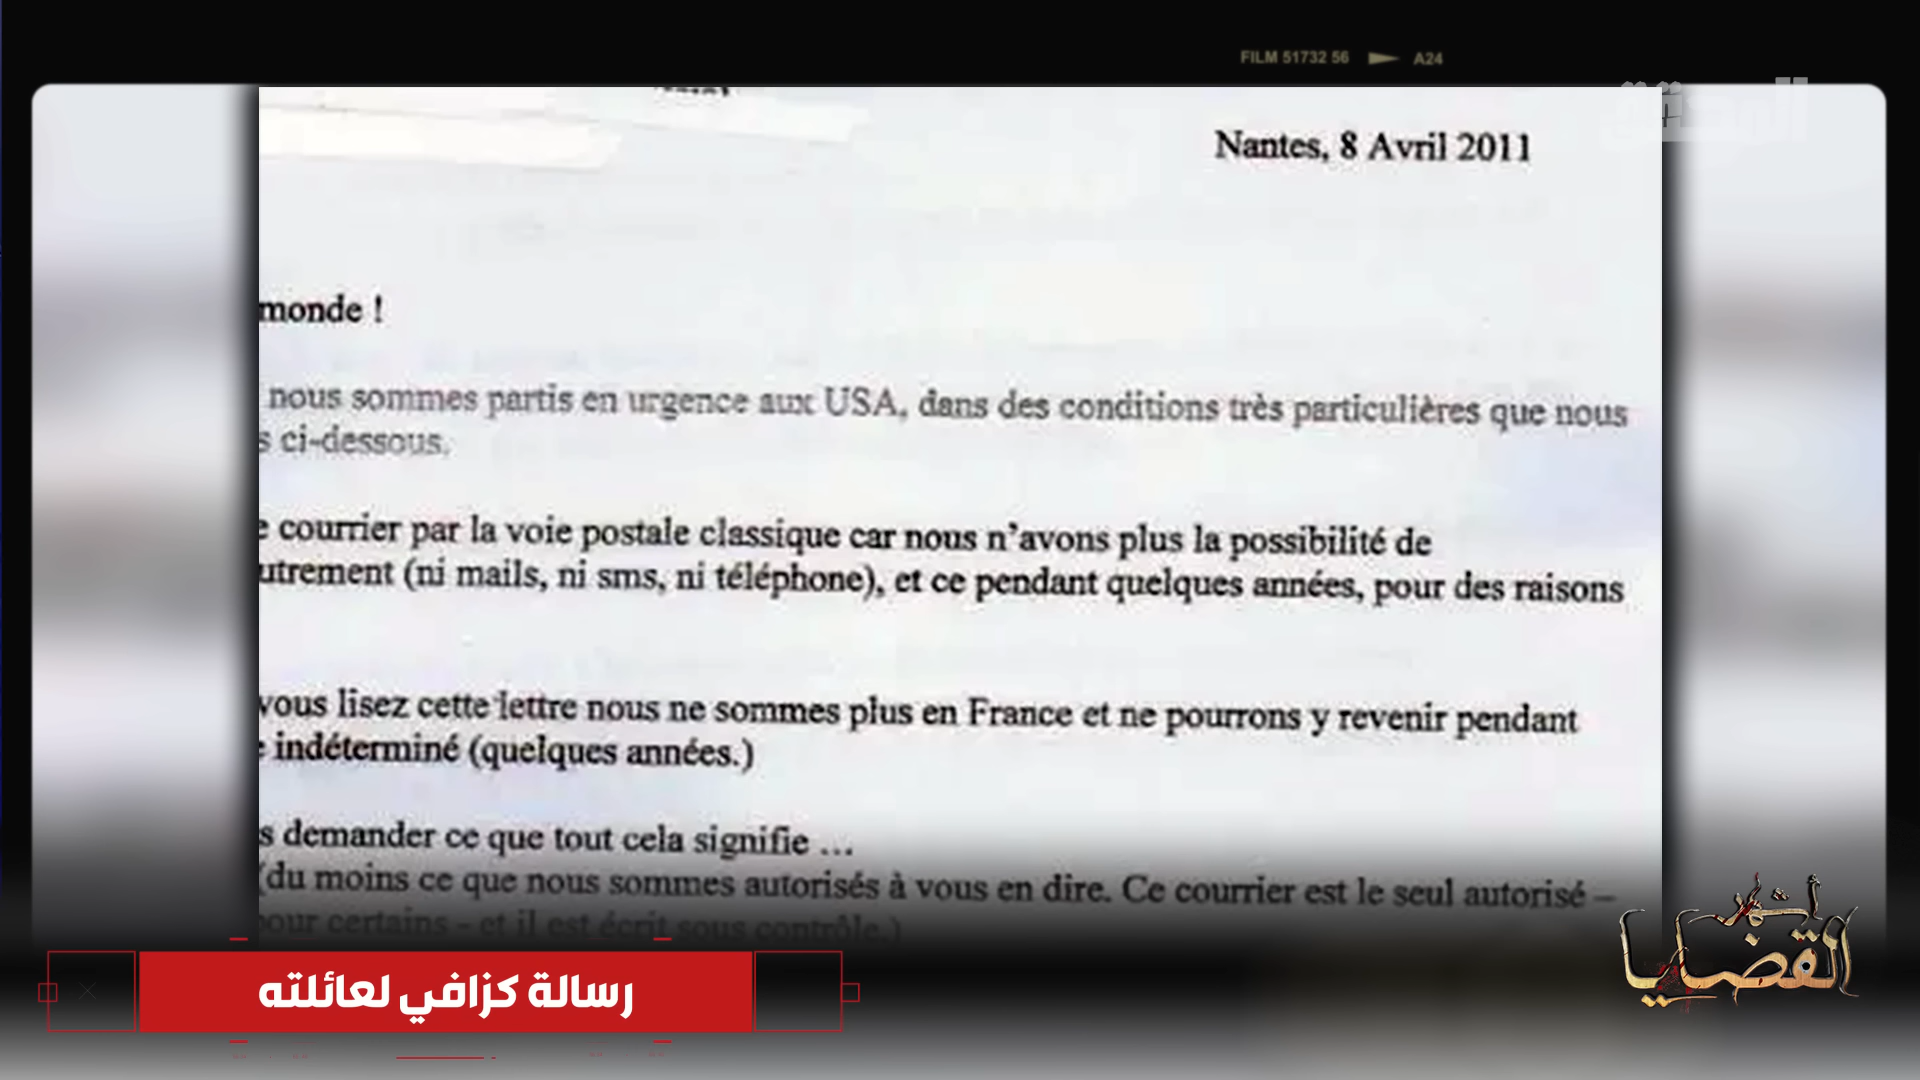 FILM 51732 56 A24
المحقق
Nantes, 8 Avril 2011
monde !
nous sommes partis en urgence aux USA, dans des conditions très particulières que nous
s ci-dessous.
e courrier par la voie postale classique car nous n’avons plus la possibilité de
utrement (ni mails, ni sms, ni téléphone), et ce pendant quelques années, pour des raisons
vous lisez cette lettre nous ne sommes plus en France et ne pourrons y revenir pendant
e indéterminé (quelques années.)
s demander ce que tout cela signifie …
(du moins ce que nous sommes autorisés à vous en dire. Ce courrier est le seul autorisé –
pour certains - et il est écrit sous contrôle.)
أشهر
القضايا
رسالة كزافي لعائلته